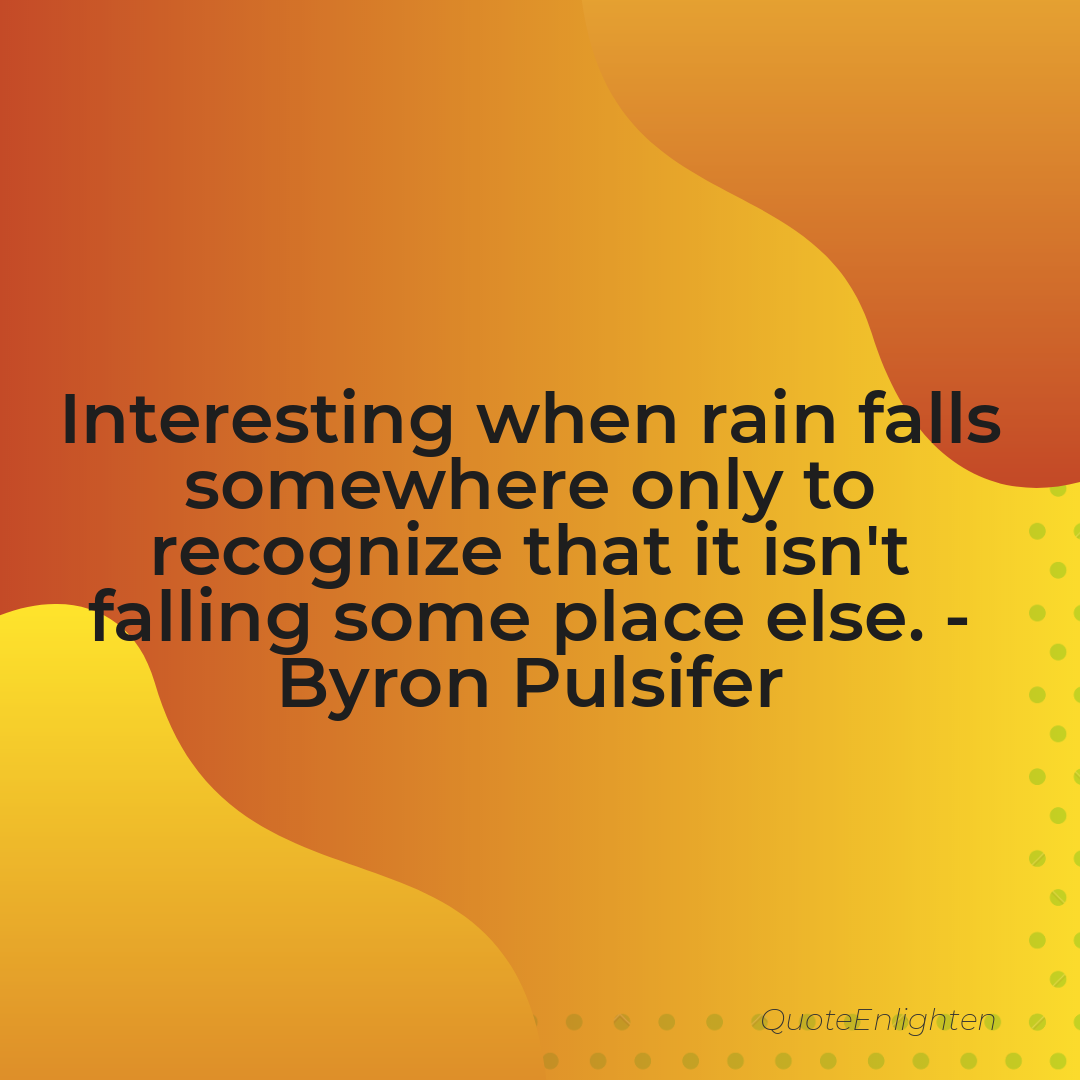 Interesting when rain falls
somewhere only to
recognize that it isn't
falling some place else. -
Byron Pulsifer
QuoteEnlighten